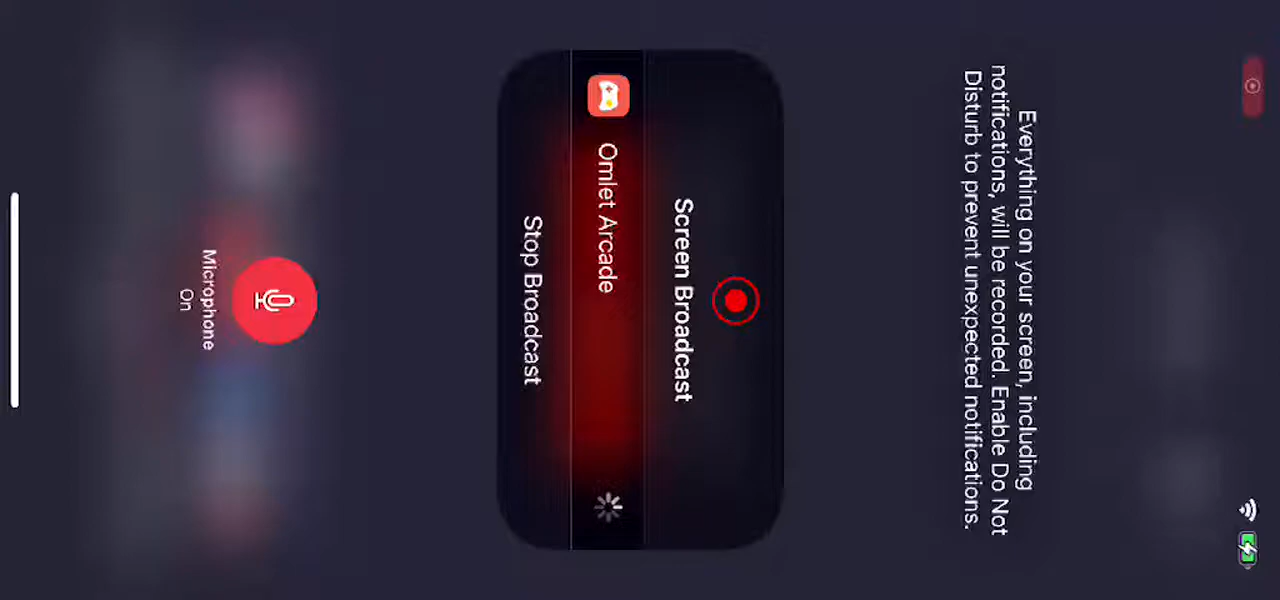 Everything on your screen, including
notifications, will be recorded. Enable Do Not
Disturb to prevent unexpected notifications.
Screen Broadcast
Omlet Arcade
Stop Broadcast
Microphone
On